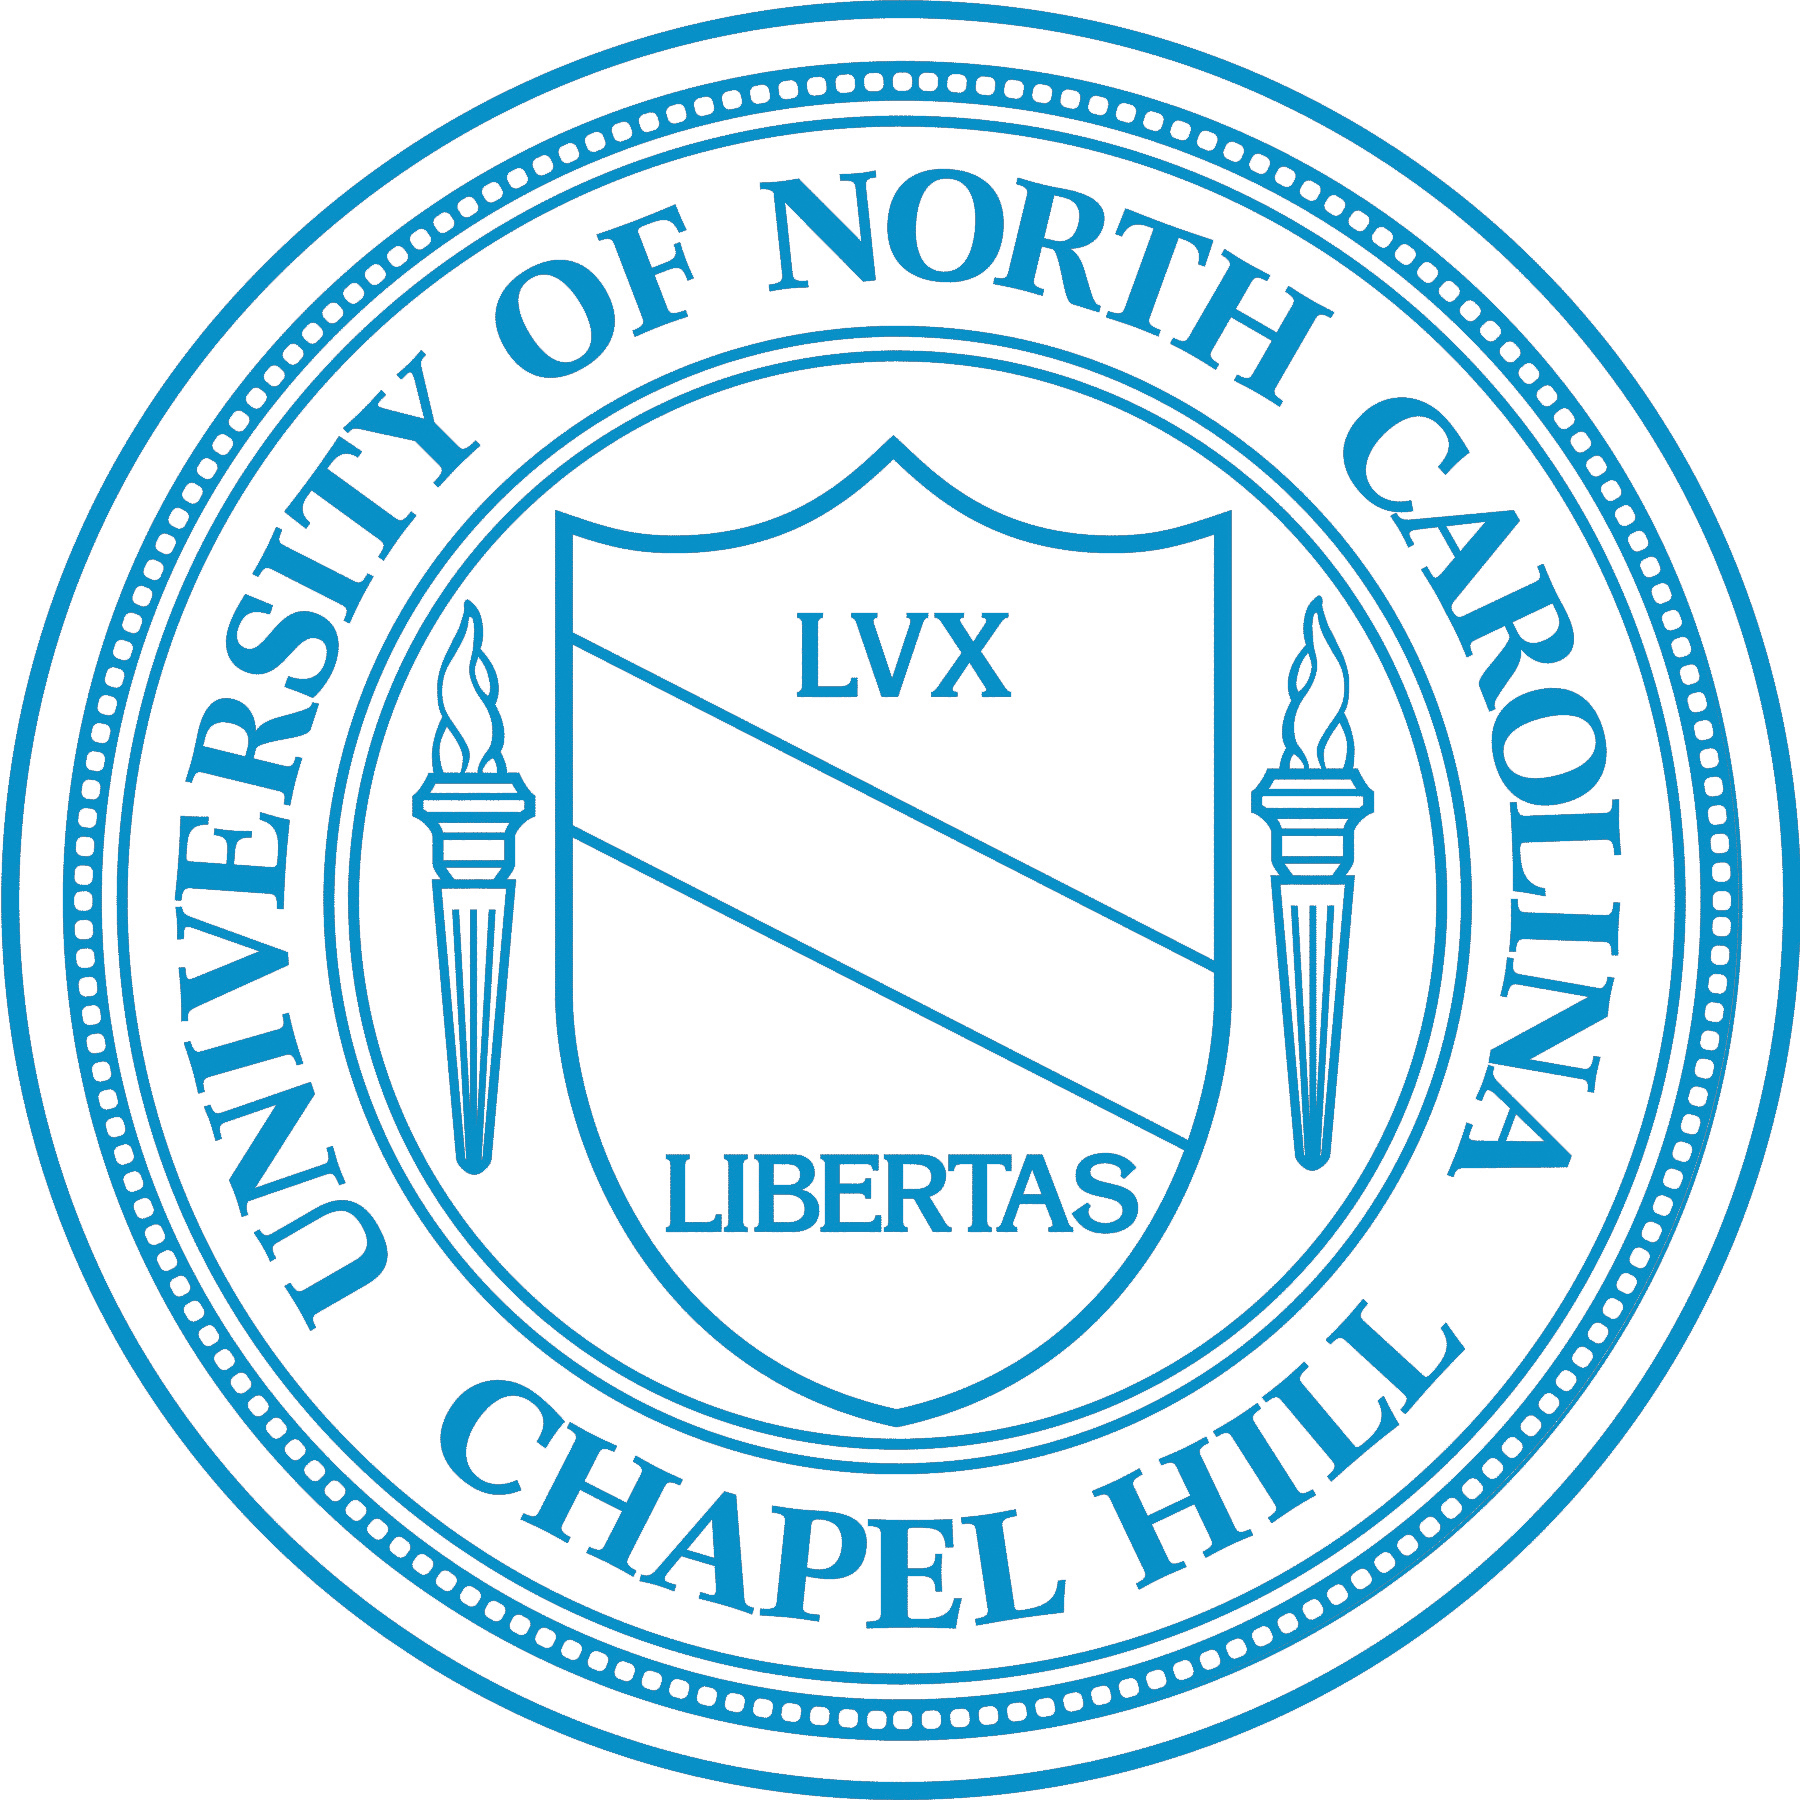 UNIVERSITY OF NORTH CAROLINA
LVX
LIBERTAS
CHAPEL HILL